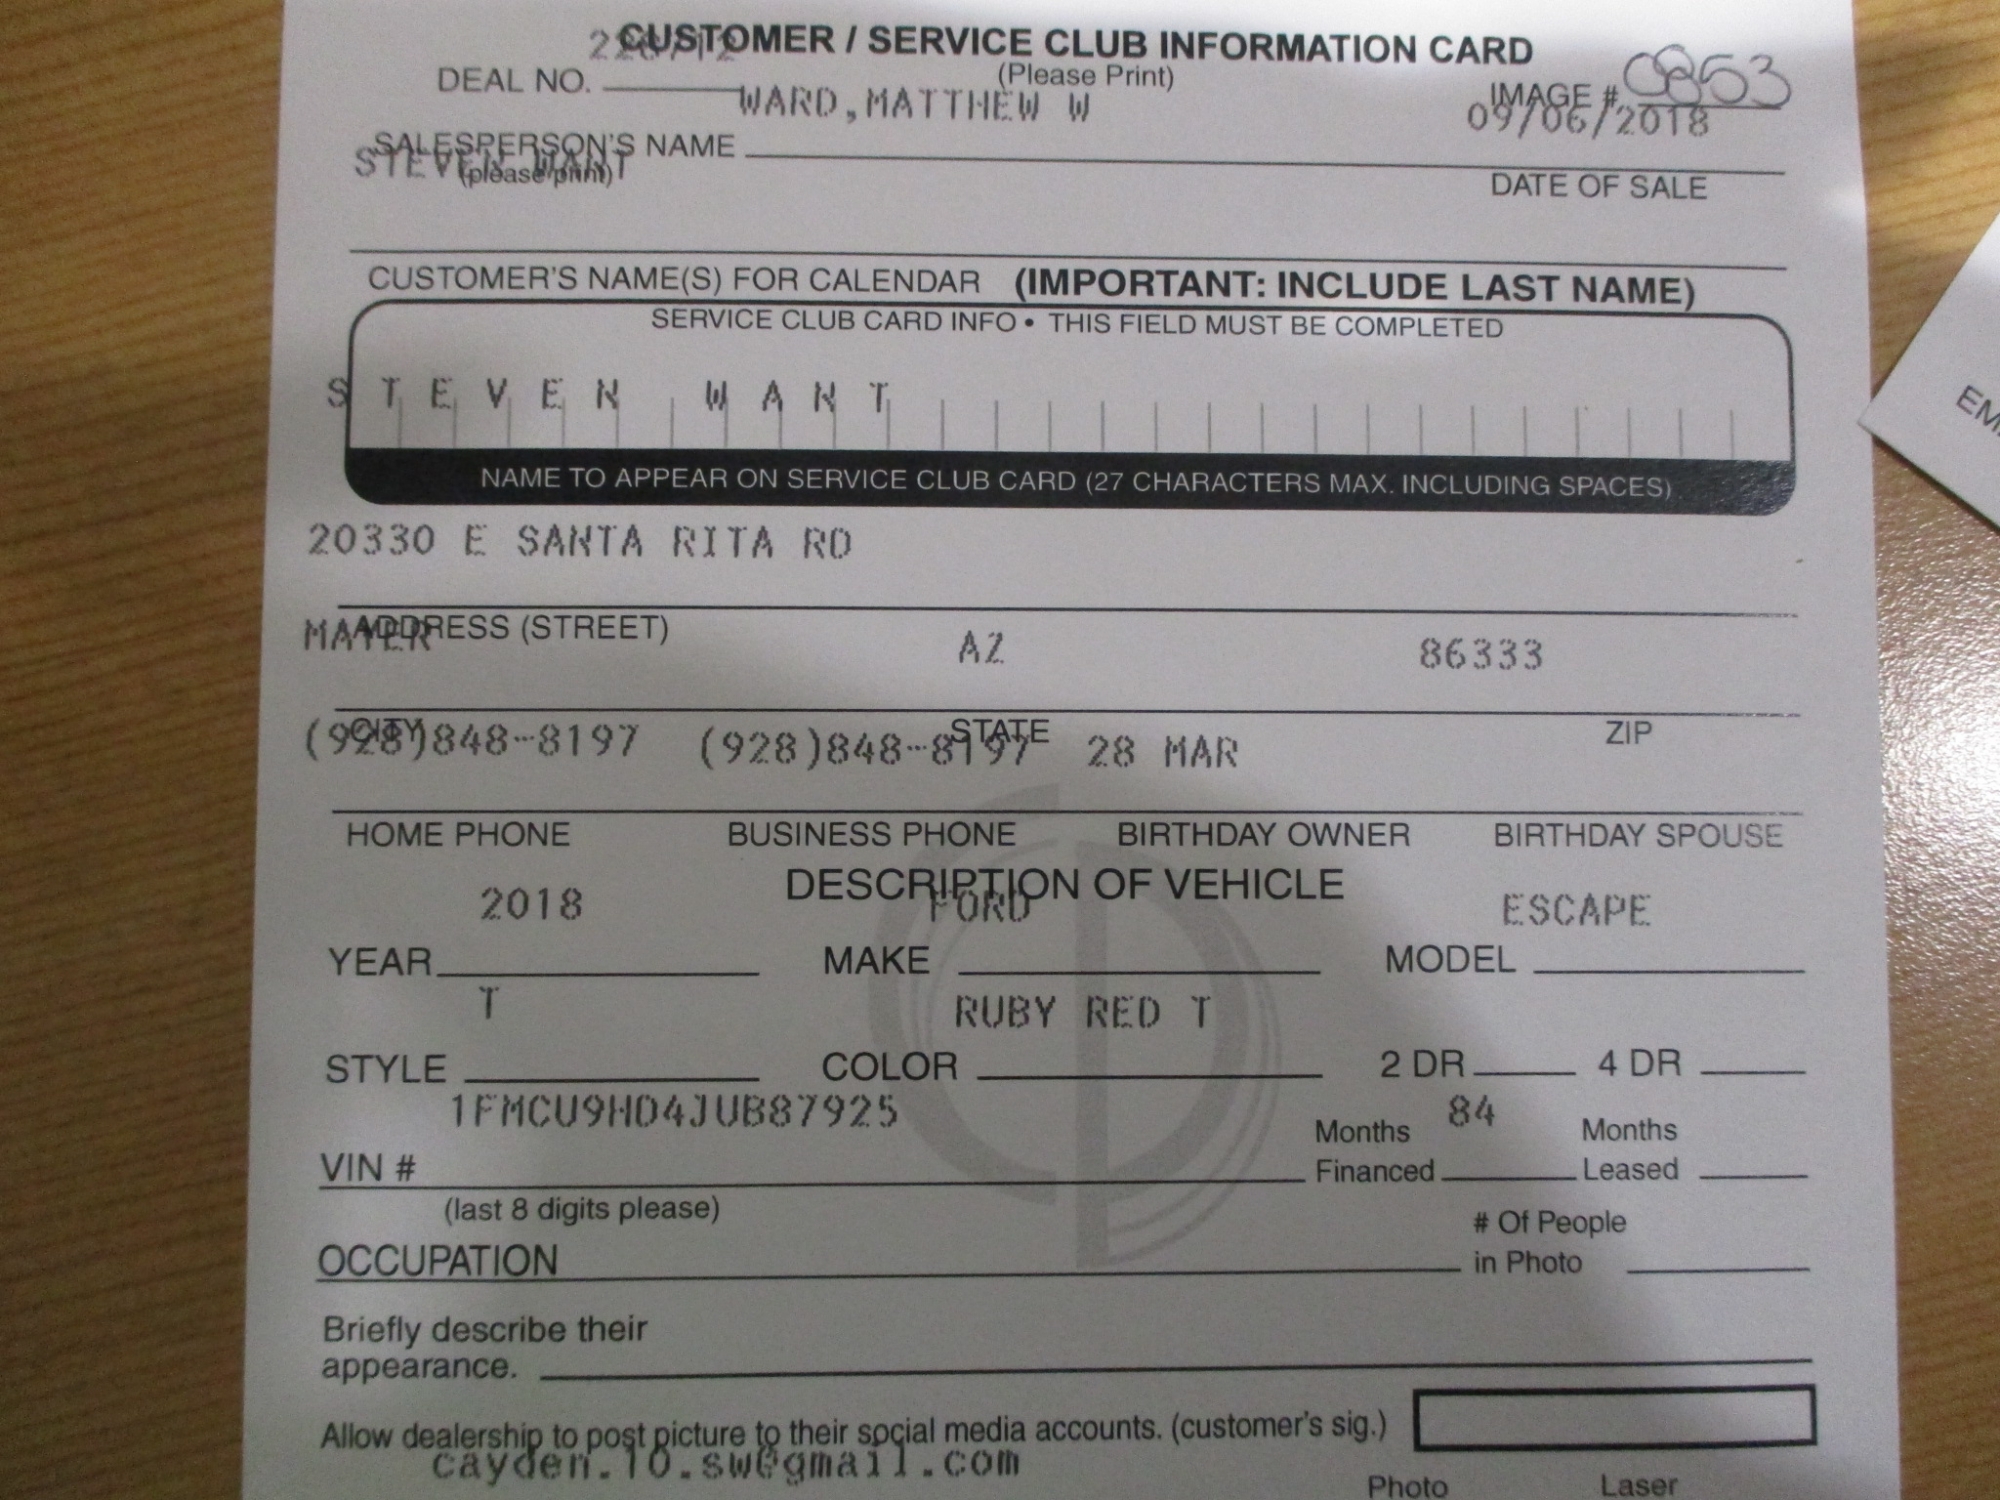 CUSTOMER / SERVICE CLUB INFORMATION CARD
DEAL NO. (Please Print)
WARD,MATTHEW W IMAGE # 0853
09/06/2018
SALESPERSON'S NAME
STEVEN WANT
(please print) DATE OF SALE
CUSTOMER'S NAME(S) FOR CALENDAR (IMPORTANT: INCLUDE LAST NAME)
SERVICE CLUB CARD INFO • THIS FIELD MUST BE COMPLETED
STEVEN WANT
NAME TO APPEAR ON SERVICE CLUB CARD (27 CHARACTERS MAX. INCLUDING SPACES)
20330 E SANTA RITA RD
ADDRESS (STREET)
MAYER AZ 86333
CITY STATE ZIP
(928)848-8197 (928)848-8197 28 MAR
HOME PHONE BUSINESS PHONE BIRTHDAY OWNER BIRTHDAY SPOUSE
DESCRIPTION OF VEHICLE
2018 FORD ESCAPE
YEAR MAKE MODEL
T RUBY RED T
STYLE COLOR 2 DR 4 DR
1FMCU9HD4JUB87925 84
VIN # Months Financed Months Leased
(last 8 digits please)
OCCUPATION # Of People in Photo
Briefly describe their
appearance.
Allow dealership to post picture to their social media accounts. (customer's sig.)
cayden.10.sw@gmail.com
Photo Laser